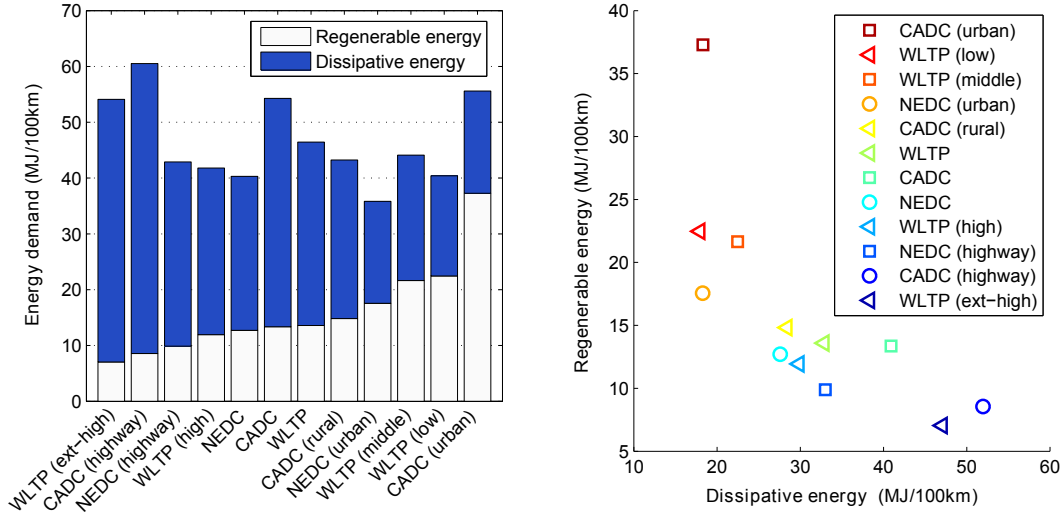 70
60
50
40
30
20
10
0
Energy demand (MJ/100km)
Regenerable energy
Dissipative energy
WLTP (ext−high)
CADC (highway)
NEDC (highway)
WLTP (high)
NEDC
CADC
WLTP
CADC (rural)
NEDC (urban)
WLTP (middle)
WLTP (low)
CADC (urban)
40
35
30
25
20
15
10
5
Regenerable energy (MJ/100km)
CADC (urban)
WLTP (low)
WLTP (middle)
NEDC (urban)
CADC (rural)
WLTP
CADC
NEDC
WLTP (high)
NEDC (highway)
CADC (highway)
WLTP (ext−high)
10 20 30 40 50 60
Dissipative energy (MJ/100km)